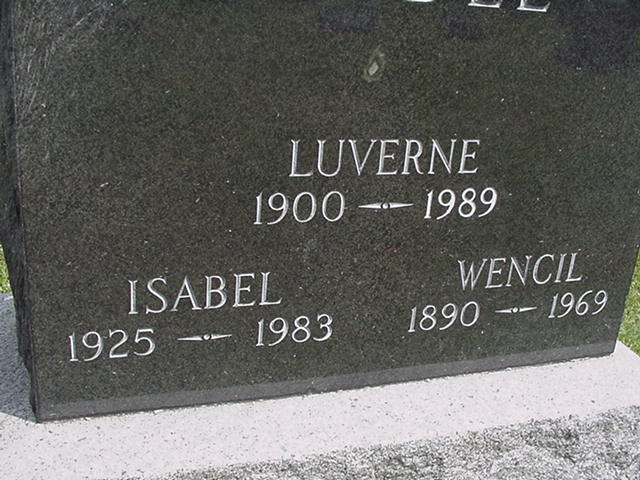 LUVERNE
1900 - 1989
ISABEL WENCIL
1925 - 1983 1890 - 1969